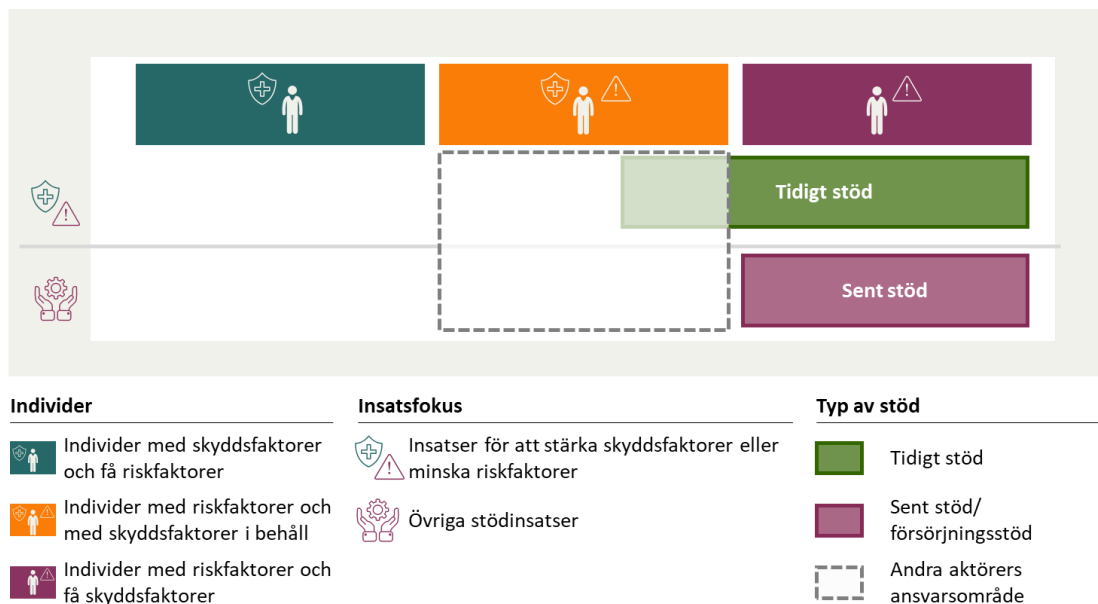 Tidigt stöd
Sent stöd
Individer
Individer med skyddsfaktorer
och få riskfaktorer
Individer med riskfaktorer och
med skyddsfaktorer i behåll
Individer med riskfaktorer och
få skyddsfaktorer
Insatsfokus
Insatser för att stärka skyddsfaktorer eller
minska riskfaktorer
Övriga stödinsatser
Typ av stöd
Tidigt stöd
Sent stöd/
försörjningsstöd
Andra aktörers
ansvarsområde